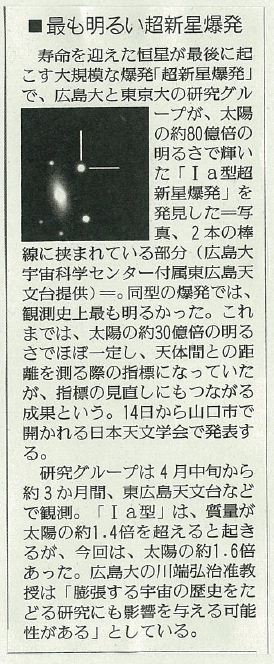 ■最も明るい超新星爆発
寿命を迎えた恒星が最後に起
こす大規模な爆発「超新星爆発」
で、広島大と東京大の研究グル
ープが、太陽
の約80億倍の
明るさで輝い
た「Ⅰa型超
新星爆発」を
発見した＝写
真、2本の棒
線に挟まれている部分（広島大
宇宙科学センター付属東広島天
文台提供）＝。同型の爆発では、
観測史上最も明るかった。これ
までは、太陽の約30億倍の明る
さでほぼ一定し、天体間との距
離を測る際の指標になっていた
が、指標の見直しにもつながる
成果という。14日から山口市で
開かれる日本天文学会で発表す
る。
研究グループは4月中旬から
約3か月間、東広島天文台など
で観測。「Ⅰa型」は、質量が
太陽の約1.4倍を超えると起き
るが、今回は、太陽の約1.6倍
あった。広島大の川端弘治准教
授は「膨張する宇宙の歴史をた
どる研究にも影響を与える可能
性がある」としている。